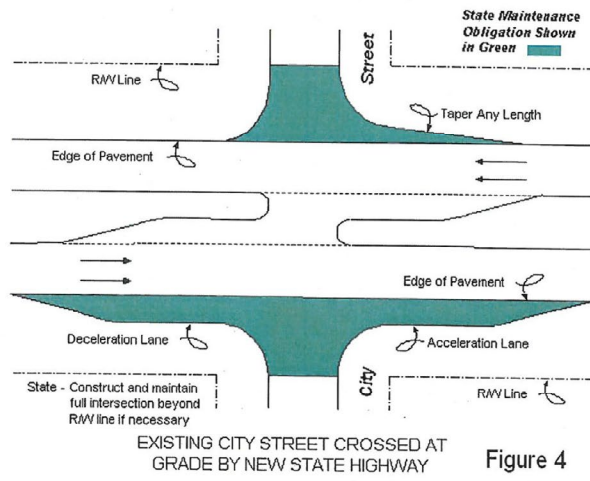 State Maintenance
Obligation Shown
in Green
R/W Line
Street
Taper Any Length
Edge of Pavement
Edge of Pavement
Deceleration Lane
Acceleration Lane
City
State - Construct and maintain
full intersection beyond
R/W line if necessary
R/W Line
EXISTING CITY STREET CROSSED AT
GRADE BY NEW STATE HIGHWAY
Figure 4